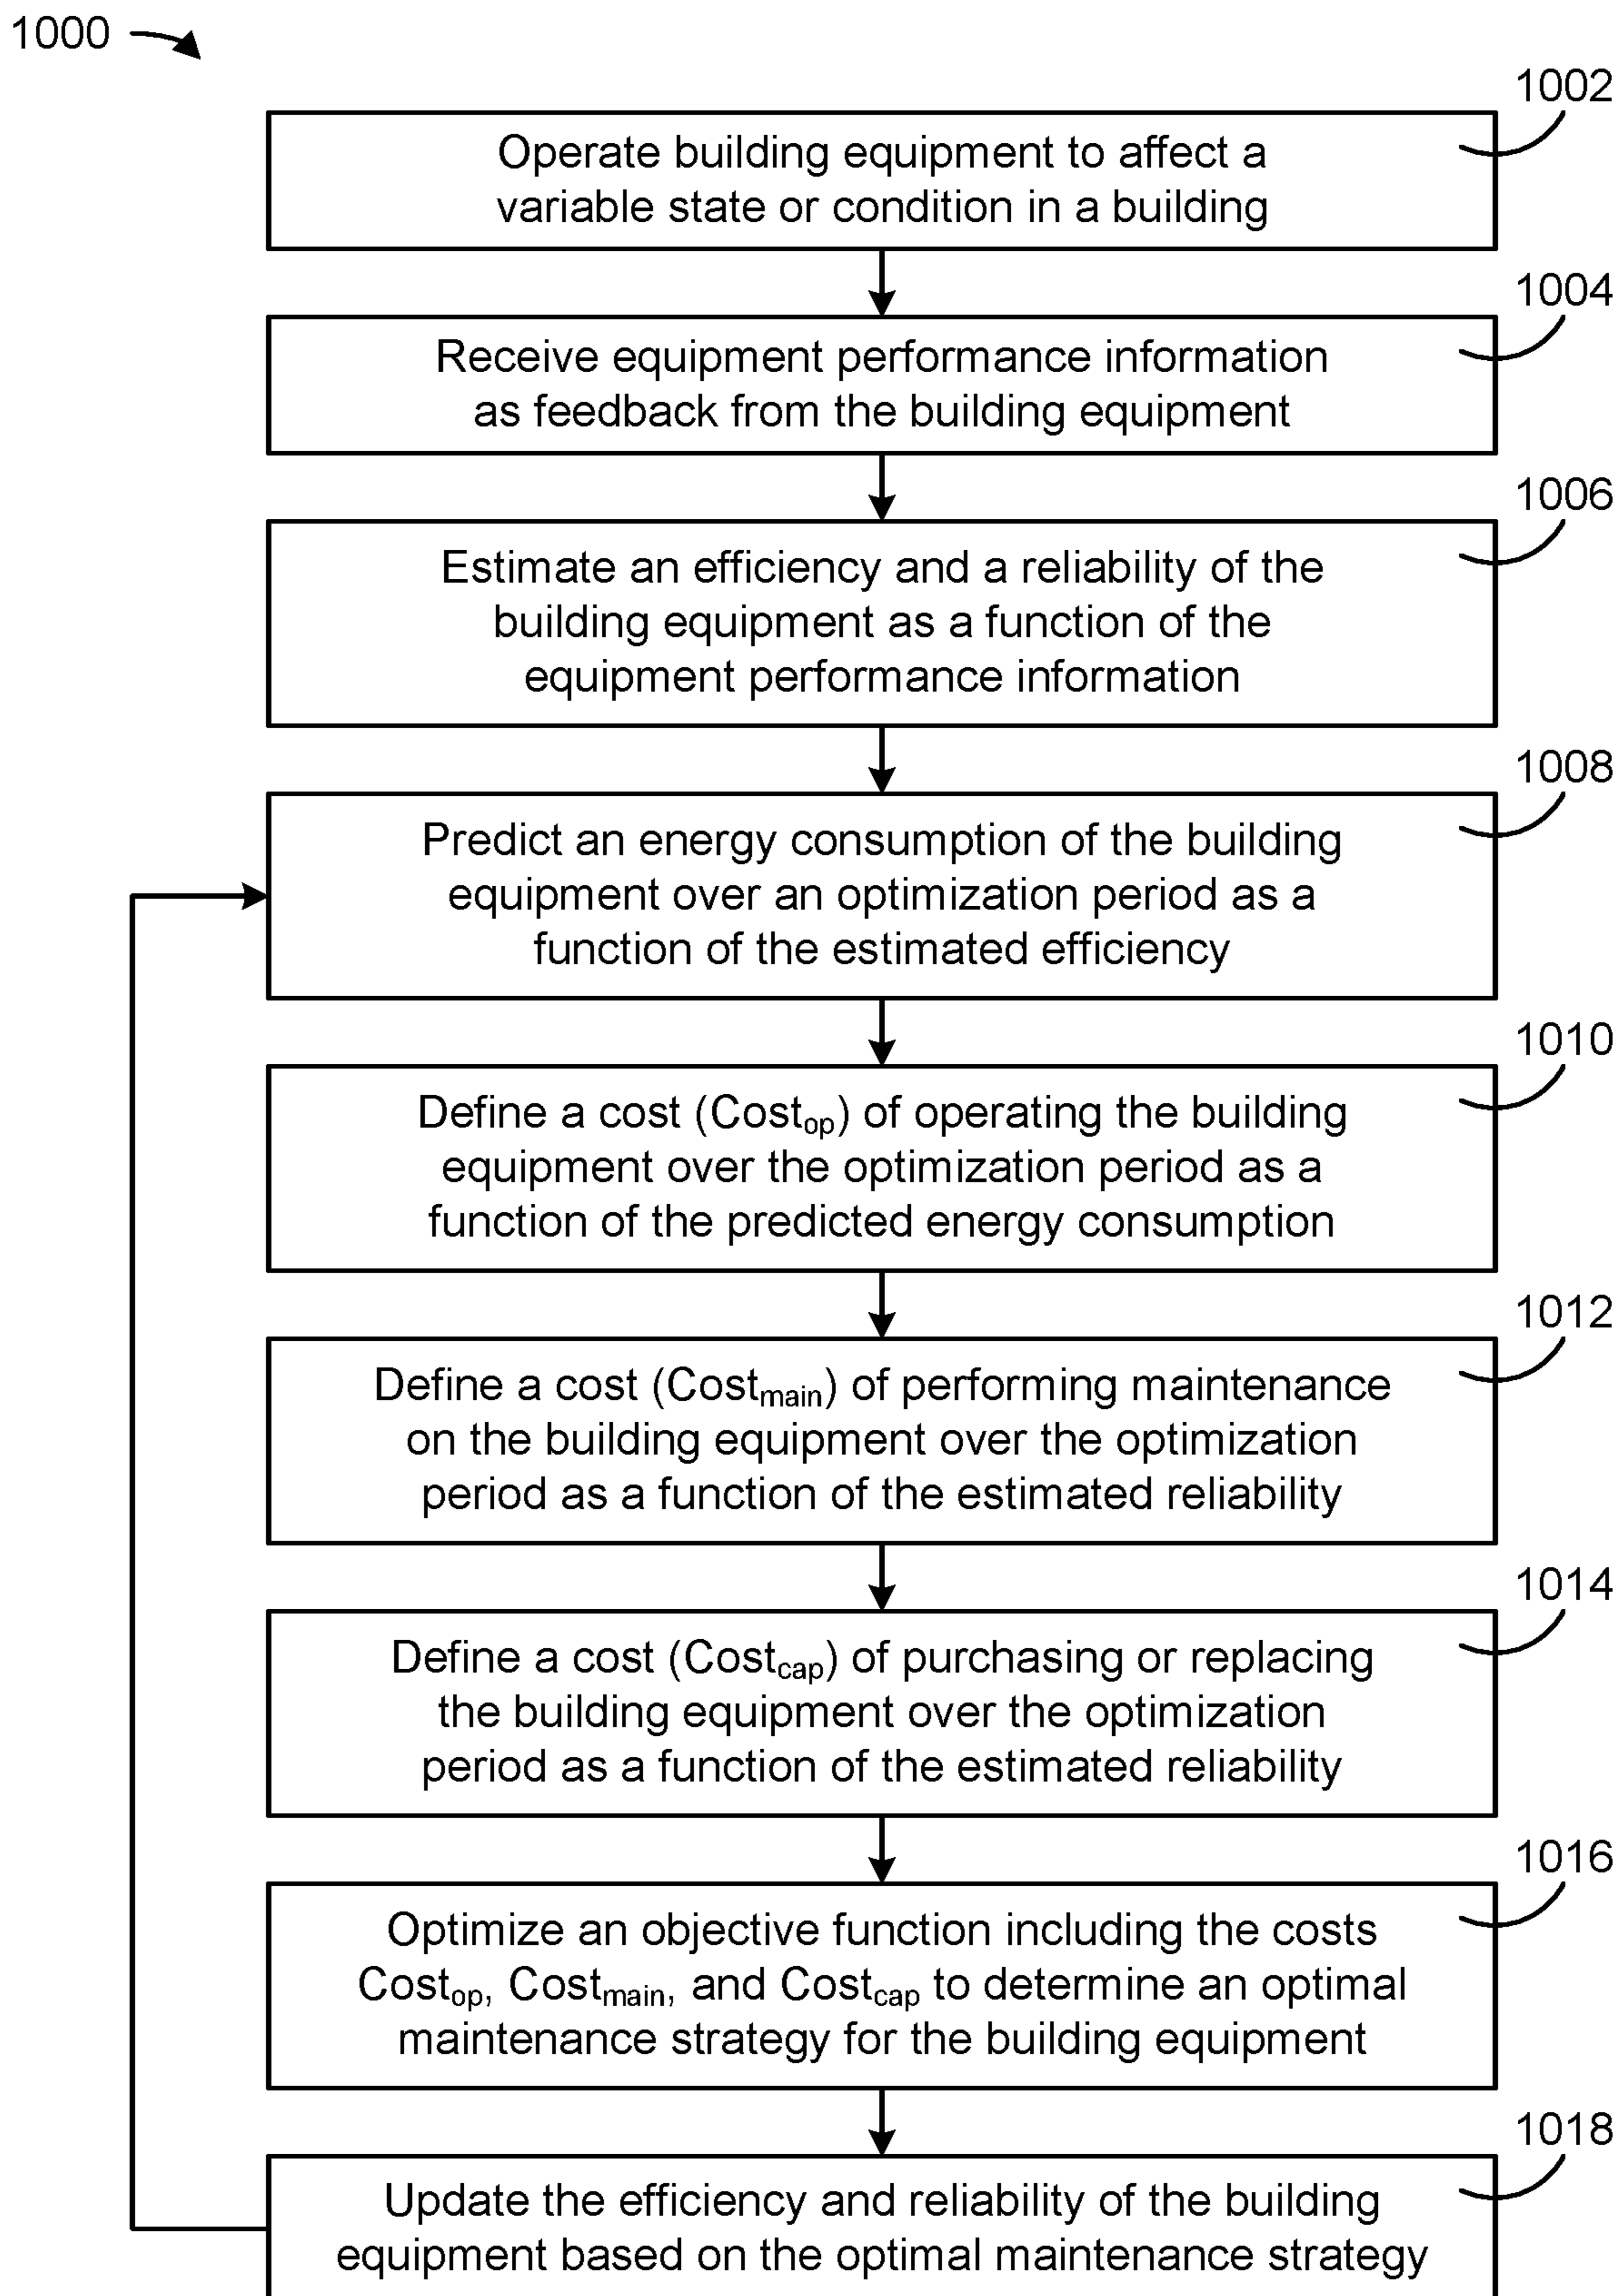 1000
1002
Operate building equipment to affect a
variable state or condition in a building
1004
Receive equipment performance information
as feedback from the building equipment
1006
Estimate an efficiency and a reliability of the
building equipment as a function of the
equipment performance information
1008
Predict an energy consumption of the building
equipment over an optimization period as a
function of the estimated efficiency
1010
Define a cost (Costop) of operating the building
equipment over the optimization period as a
function of the predicted energy consumption
1012
Define a cost (Costmain) of performing maintenance
on the building equipment over the optimization
period as a function of the estimated reliability
1014
Define a cost (Costcap) of purchasing or replacing
the building equipment over the optimization
period as a function of the estimated reliability
1016
Optimize an objective function including the costs
Costop, Costmain, and Costcap to determine an optimal
maintenance strategy for the building equipment
1018
Update the efficiency and reliability of the building
equipment based on the optimal maintenance strategy